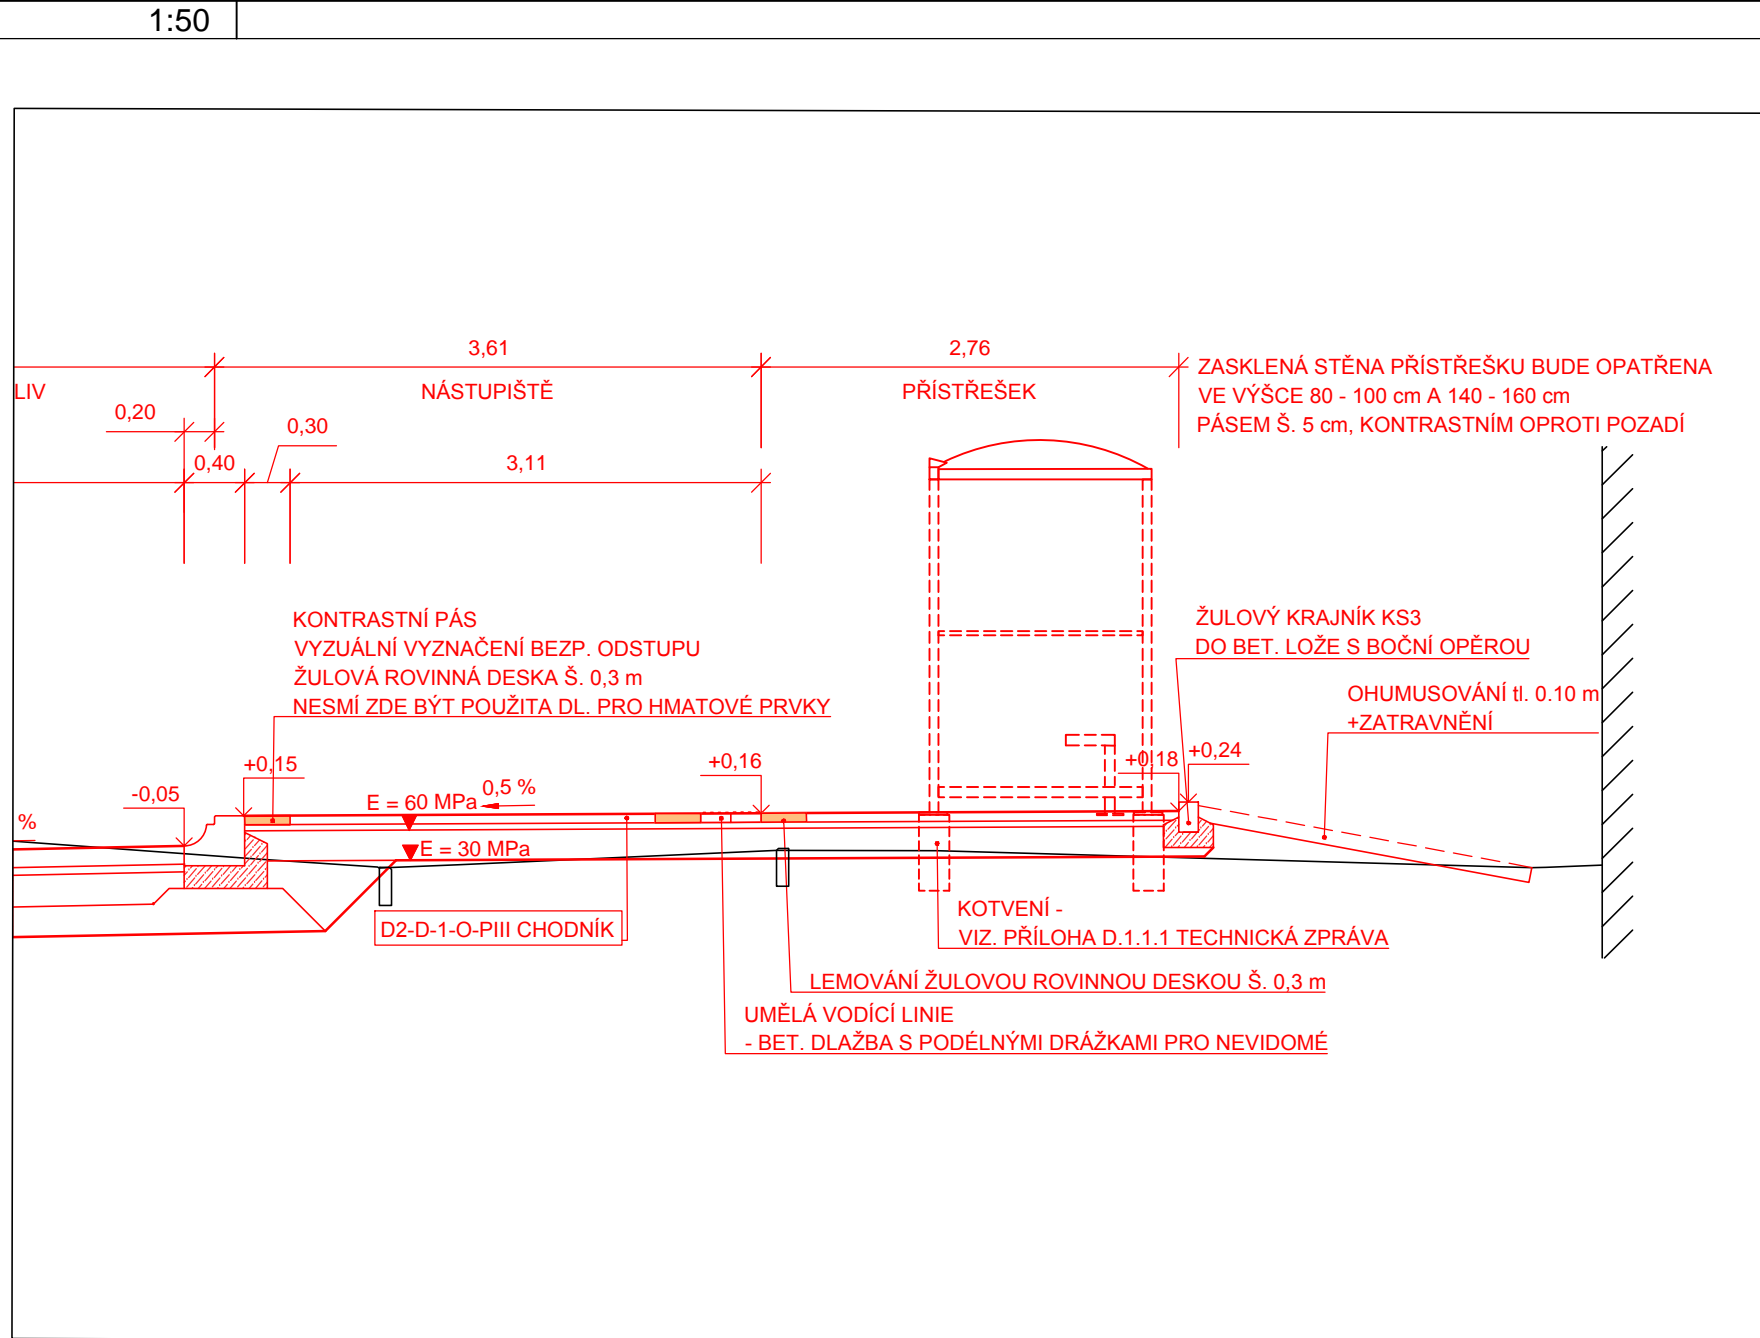 1:50
3,61
2,76
LIV
NÁSTUPIŠTĚ
PŘÍSTŘEŠEK
ZASKLENÁ STĚNA PŘÍSTŘEŠKU BUDE OPATŘENA
VE VÝŠCE 80 - 100 cm A 140 - 160 cm
PÁSEM Š. 5 cm, KONTRASTNÍM OPROTI POZADÍ
0,20
0,30
0,40
3,11
KONTRASTNÍ PÁS
VYZUÁLNÍ VYZNAČENÍ BEZP. ODSTUPU
ŽULOVÁ ROVINNÁ DESKA Š. 0,3 m
NESMÍ ZDE BÝT POUŽITA DL. PRO HMATOVÉ PRVKY
ŽULOVÝ KRAJNÍK KS3
DO BET. LOŽE S BOČNÍ OPĚROU
OHUMUSOVÁNÍ tl. 0.10 m
+ZATRAVNĚNÍ
+0,15
+0,16
+0,18
+0,24
-0,05
0,5 %
E = 60 MPa
%
E = 30 MPa
D2-D-1-O-PIII CHODNÍK
KOTVENÍ -
VIZ. PŘÍLOHA D.1.1.1 TECHNICKÁ ZPRÁVA
LEMOVÁNÍ ŽULOVOU ROVINNOU DESKOU Š. 0,3 m
UMĚLÁ VODÍCÍ LINIE
- BET. DLAŽBA S PODÉLNÝMI DRÁŽKAMI PRO NEVIDOMÉ